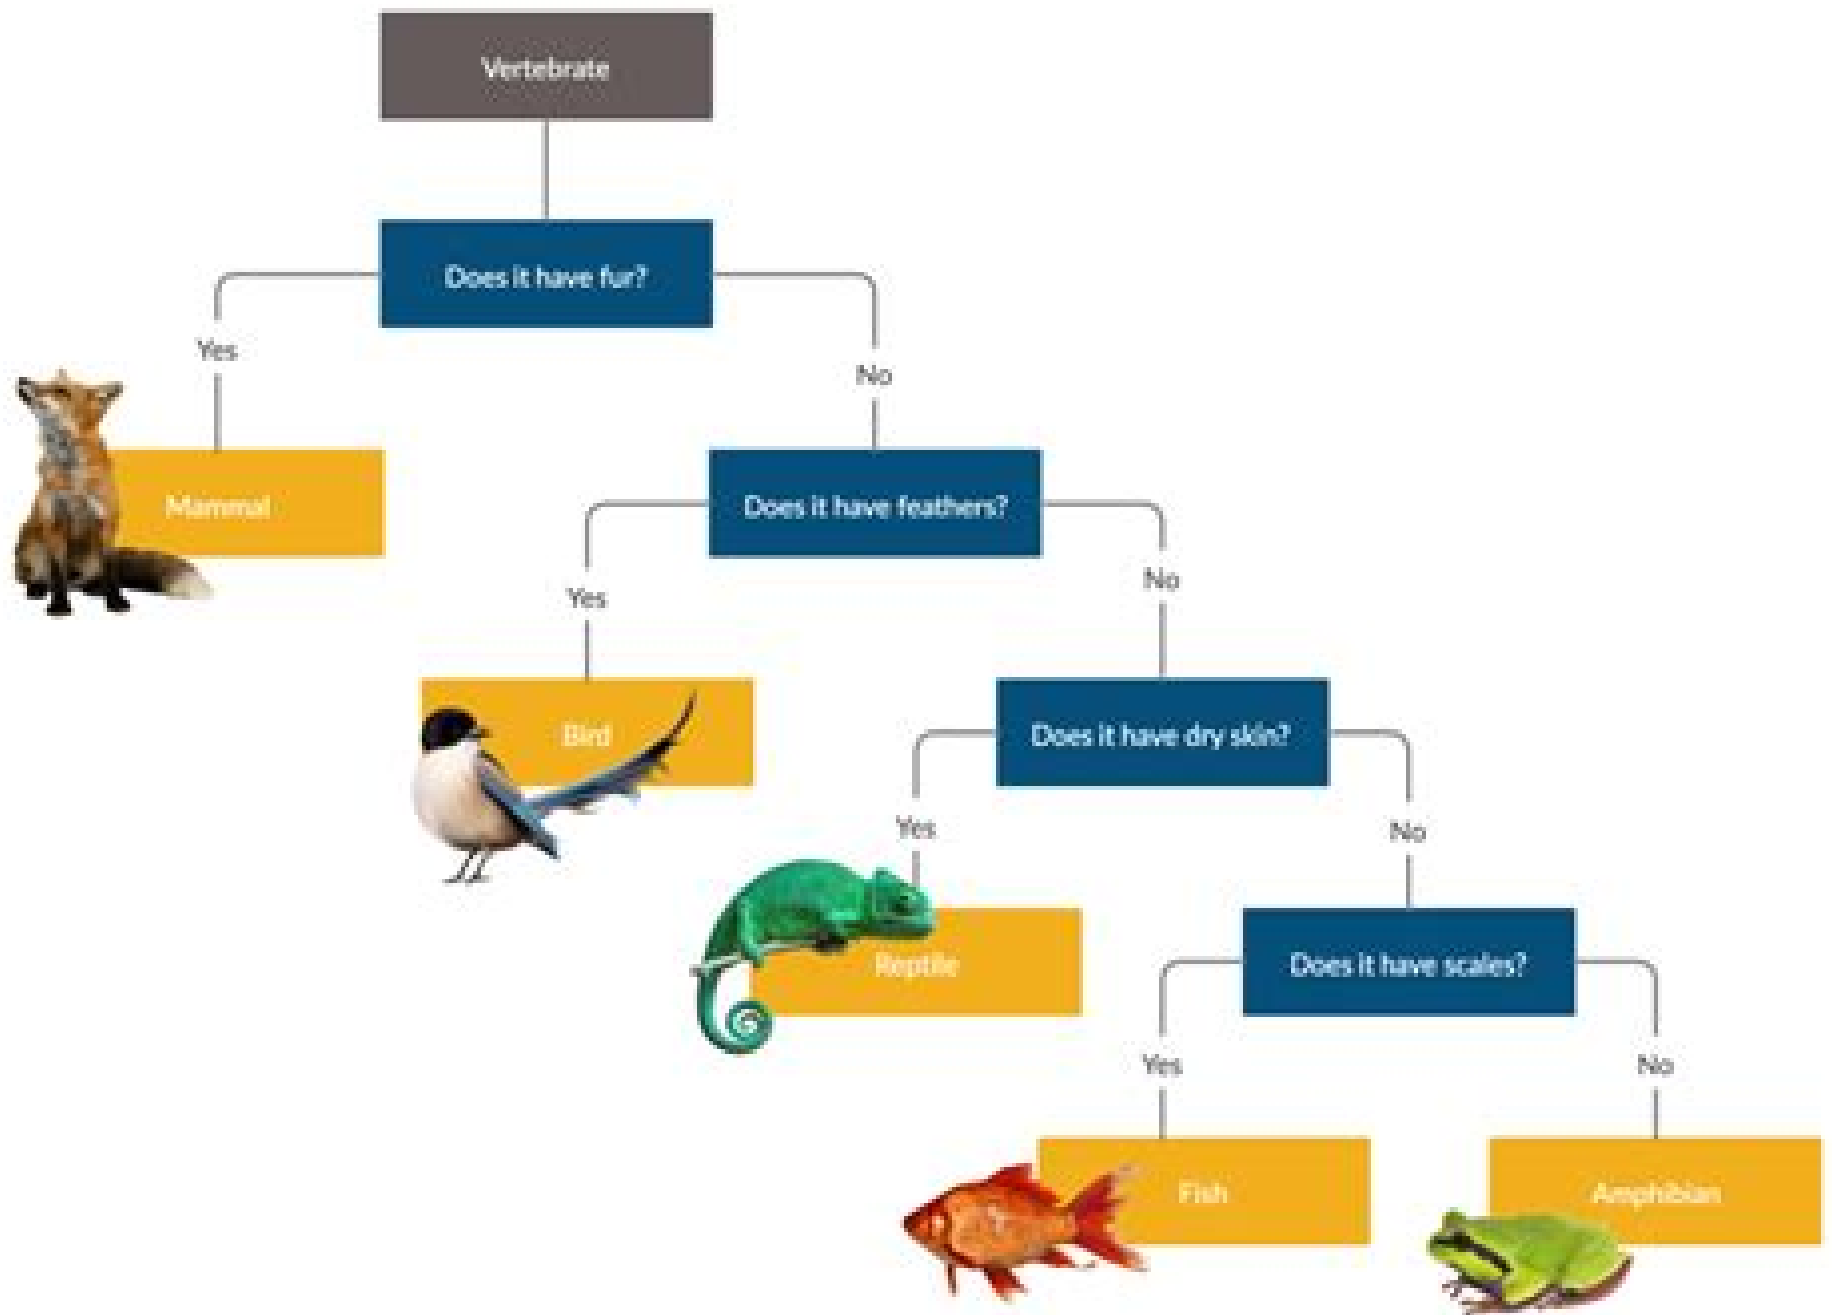 Vertebrate
Does it have fur?
Yes
No
Mammal
Does it have feathers?
Yes
No
Bird
Does it have dry skin?
Yes
No
Reptile
Does it have scales?
Yes
No
Fish
Amphibian